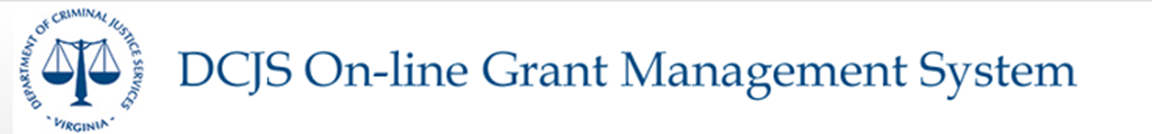 DEPARTMENT OF CRIMINAL JUSTICE SERVICES
- VIRGINIA -
DCJS On-line Grant Management System